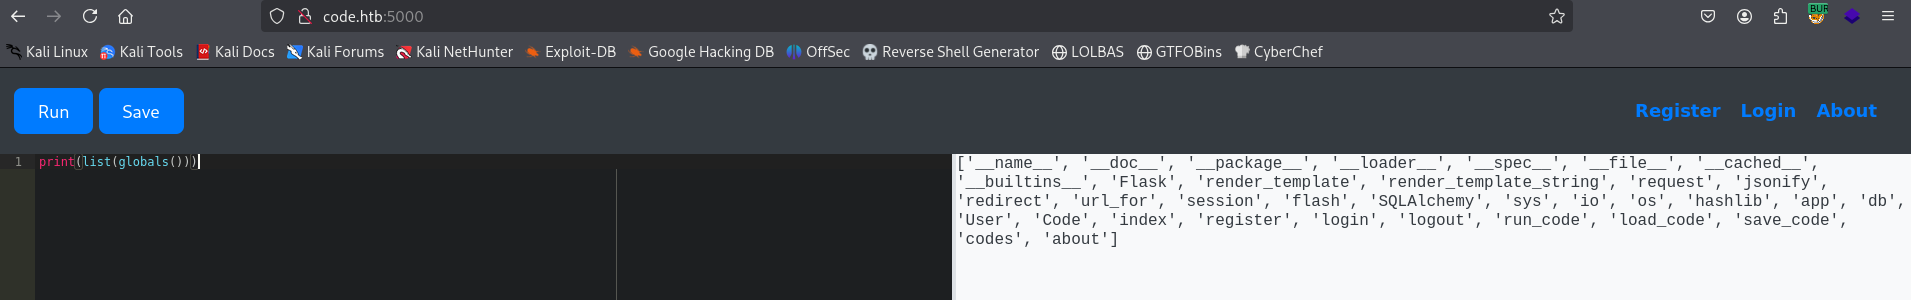 code.htb:5000
BUR
Kali Linux Kali Tools Kali Docs Kali Forums Kali NetHunter Exploit-DB Google Hacking DB OffSec Reverse Shell Generator LOLBAS GTFOBins CyberChef
Run Save Register Login About
1 print(list(globals()))
['__name__', '__doc__', '__package__', '__loader__', '__spec__', '__file__', '__cached__',
'__builtins__', 'Flask', 'render_template', 'render_template_string', 'request', 'jsonify',
'redirect', 'url_for', 'session', 'flash', 'SQLAlchemy', 'sys', 'io', 'os', 'hashlib', 'app', 'db',
'User', 'Code', 'index', 'register', 'login', 'logout', 'run_code', 'load_code', 'save_code',
'codes', 'about']